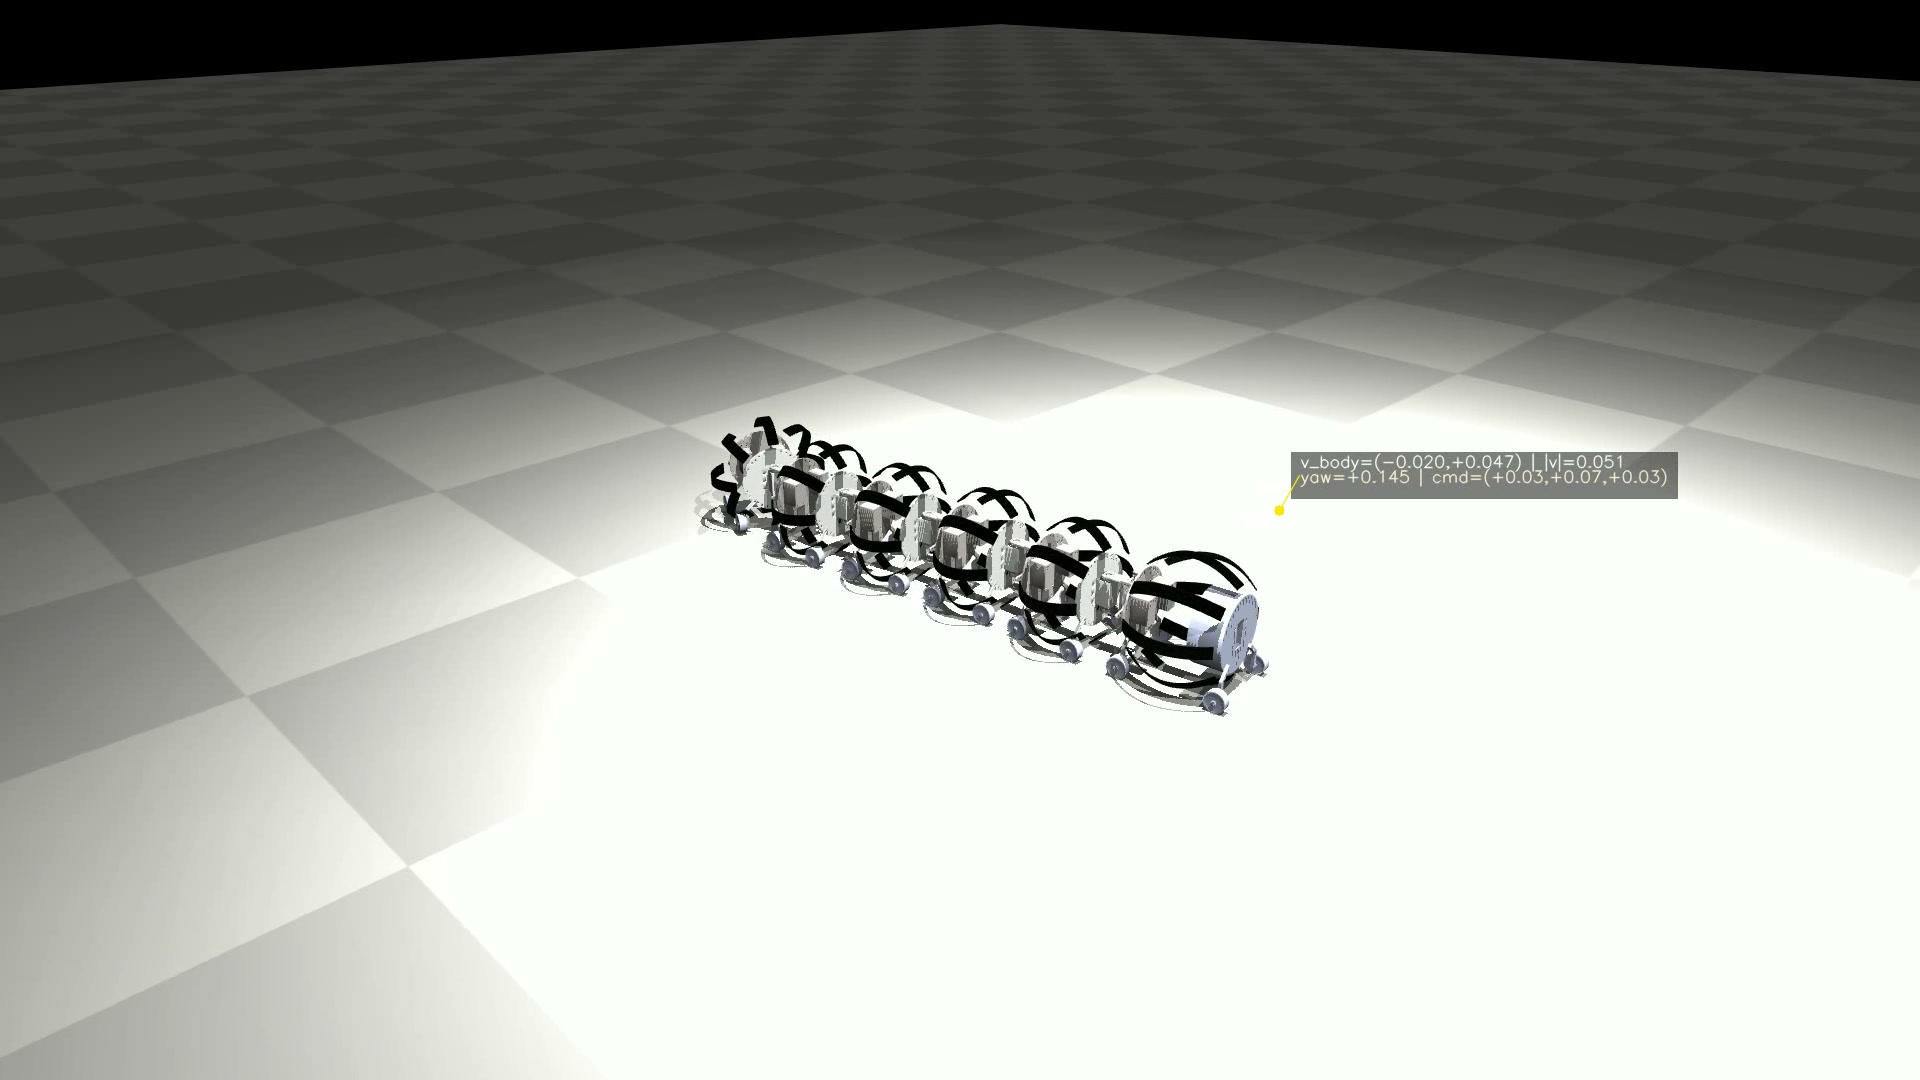 v_body=(-0.020,+0.047) | |v|=0.051
yaw=+0.145 | cmd=(+0.03,+0.07,+0.03)